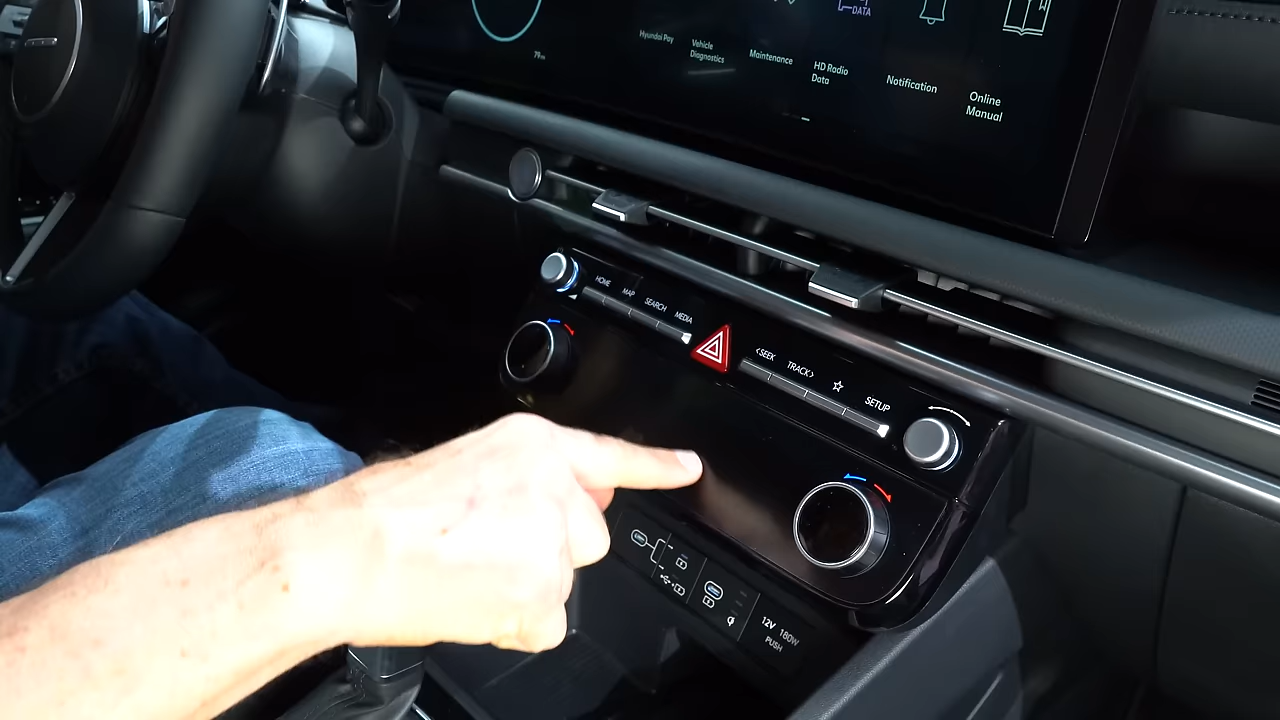 DATA
Hyundai Pay
Vehicle
Diagnostics
Maintenance
HD Radio
Data
Notification
Online
Manual
HOME
MAP
SEARCH
MEDIA
<SEEK
TRACK>
SETUP
12V 180W
PUSH